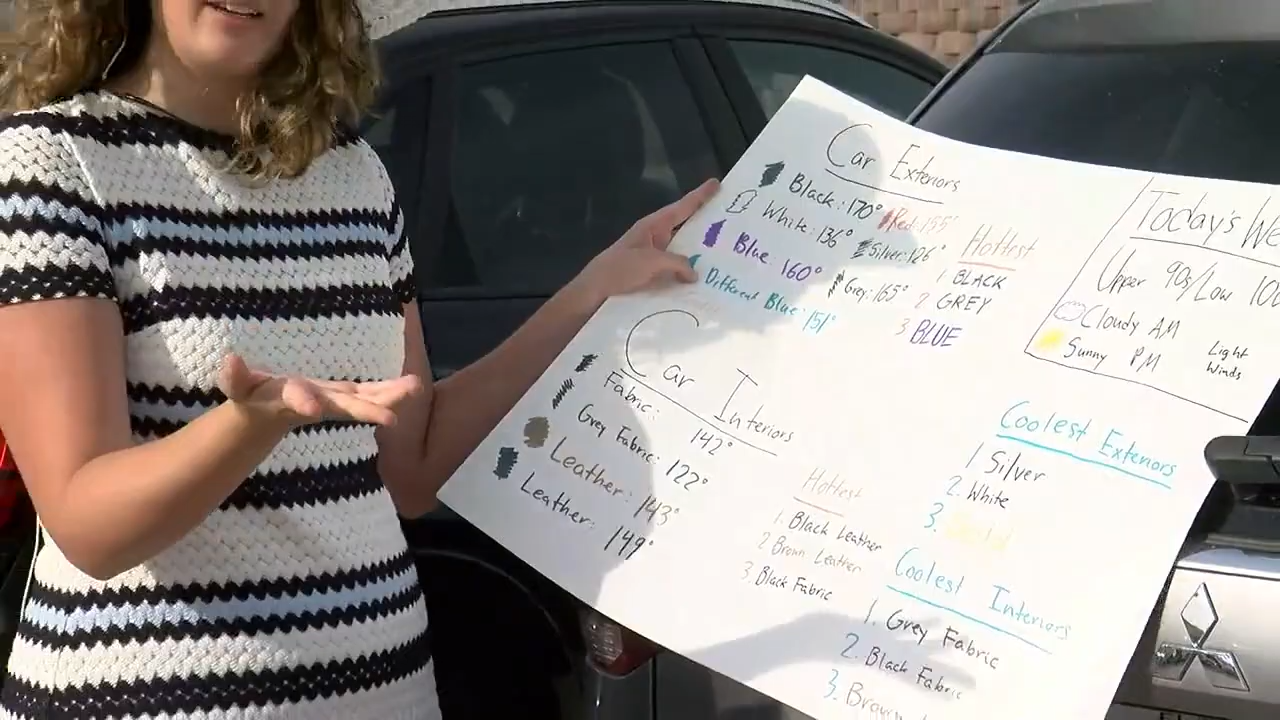 Car Exteriors
Black: 170° Red: 155°
White: 136° Silver: 126°
Blue: 160° Grey: 165°
Different Blue: 151°
Hottest
1 BLACK
2 GREY
3 BLUE
Today's We
Upper 90s/Low 100
Cloudy AM
Sunny PM
Light
Winds
Car Interiors
Fabric: 142°
Grey Fabric: 122°
Leather: 143°
Leather: 149°
Hottest
1. Black Leather
2 Brown Leather
3. Black Fabric
Coolest Exteriors
1 Silver
2. White
3.
Coolest Interiors
1. Grey Fabric
2. Black Fabric
3. Brown